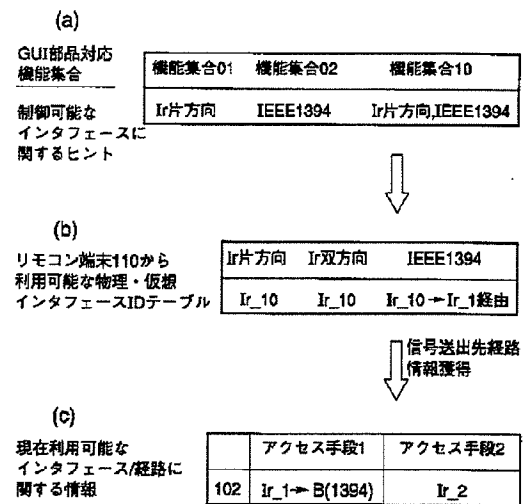 (a)
GUI部品対応
機能集合
機能集合01 機能集合02 機能集合10
制御可能な
インタフェースに
関するヒント
Ir片方向 IEEE1394 Ir片方向,IEEE1394
(b)
リモコン端末110から
利用可能な物理・仮想
インタフェースIDテーブル
Ir片方向 Ir双方向 IEEE1394
Ir_10 Ir_10 Ir_10→Ir_1経由
信号送出先経路
情報獲得
(c)
現在利用可能な
インタフェース/経路に
関する情報
アクセス手段1 アクセス手段2
102 Ir_1→B(1394) Ir_2